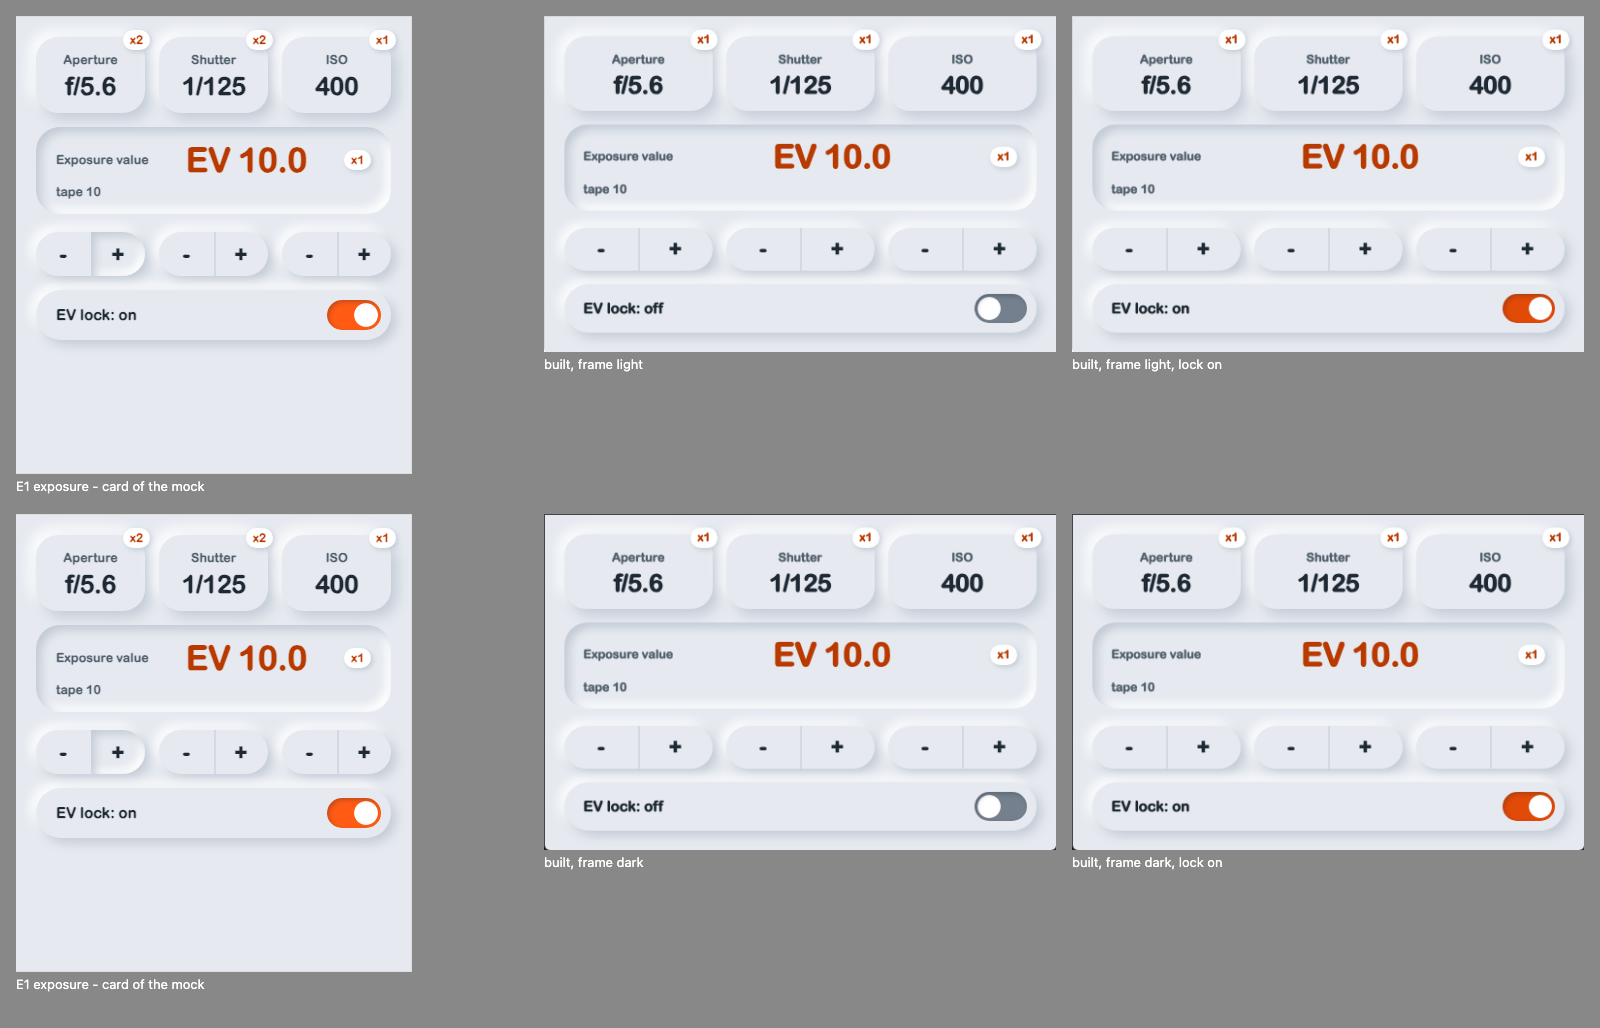 x2 x2 x1
Aperture Shutter ISO
f/5.6 1/125 400
Exposure value EV 10.0 x1
tape 10
- + - + - +
EV lock: on
E1 exposure - card of the mock
x1 x1 x1
Aperture Shutter ISO
f/5.6 1/125 400
Exposure value EV 10.0 x1
tape 10
- + - + - +
EV lock: off
built, frame light
x1 x1 x1
Aperture Shutter ISO
f/5.6 1/125 400
Exposure value EV 10.0 x1
tape 10
- + - + - +
EV lock: on
built, frame light, lock on
x2 x2 x1
Aperture Shutter ISO
f/5.6 1/125 400
Exposure value EV 10.0 x1
tape 10
- + - + - +
EV lock: on
E1 exposure - card of the mock
x1 x1 x1
Aperture Shutter ISO
f/5.6 1/125 400
Exposure value EV 10.0 x1
tape 10
- + - + - +
EV lock: off
built, frame dark
x1 x1 x1
Aperture Shutter ISO
f/5.6 1/125 400
Exposure value EV 10.0 x1
tape 10
- + - + - +
EV lock: on
built, frame dark, lock on